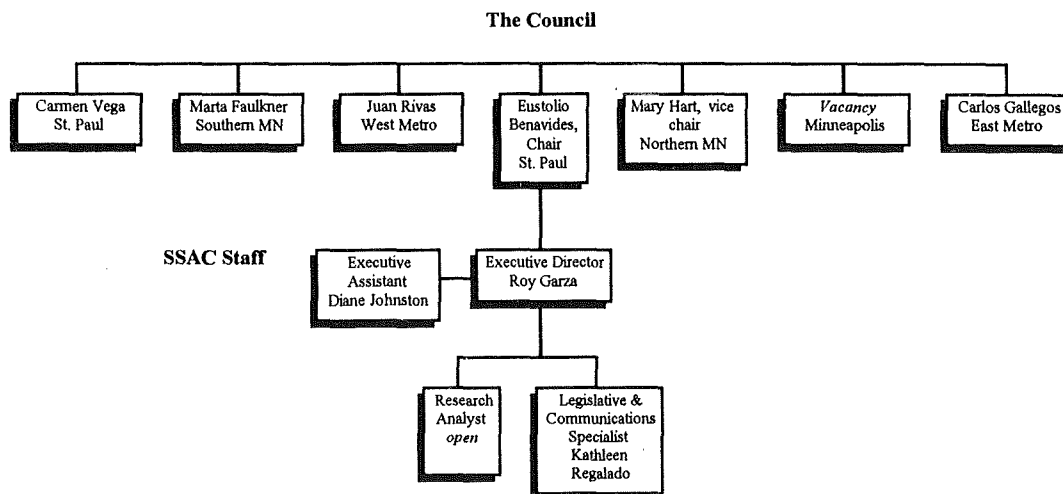 The Council
Carmen Vega
St. Paul
Marta Faulkner
Southern MN
Juan Rivas
West Metro
Eustolio
Benavides,
Chair
St. Paul
Mary Hart, vice
chair
Northern MN
Vacancy
Minneapolis
Carlos Gallegos
East Metro
SSAC Staff
Executive
Assistant
Diane Johnston
Executive Director
Roy Garza
Research
Analyst
open
Legislative &
Communications
Specialist
Kathleen
Regalado